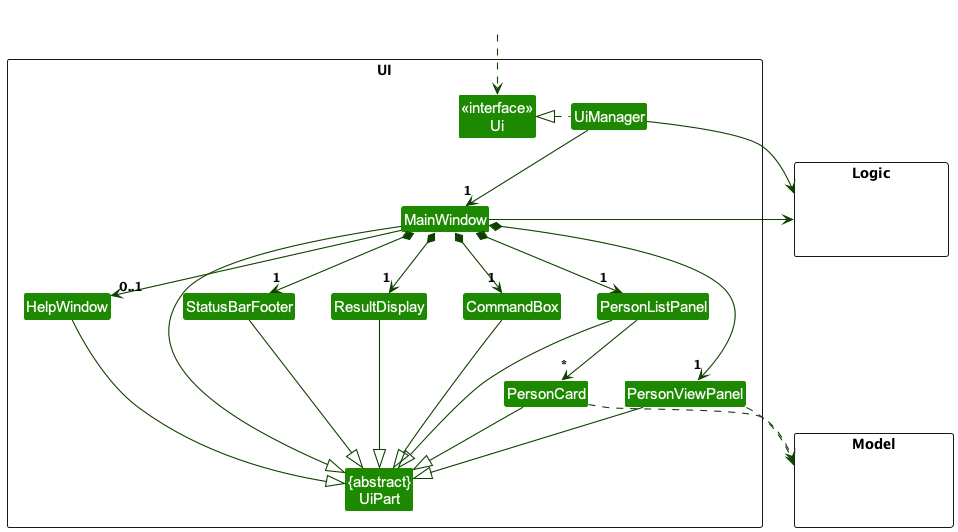 UI
«interface»
Ui
UiManager
Logic
1
MainWindow
0..1
1
1
1
1
HelpWindow
StatusBarFooter
ResultDisplay
CommandBox
PersonListPanel
*
1
PersonCard
PersonViewPanel
Model
{abstract}
UiPart